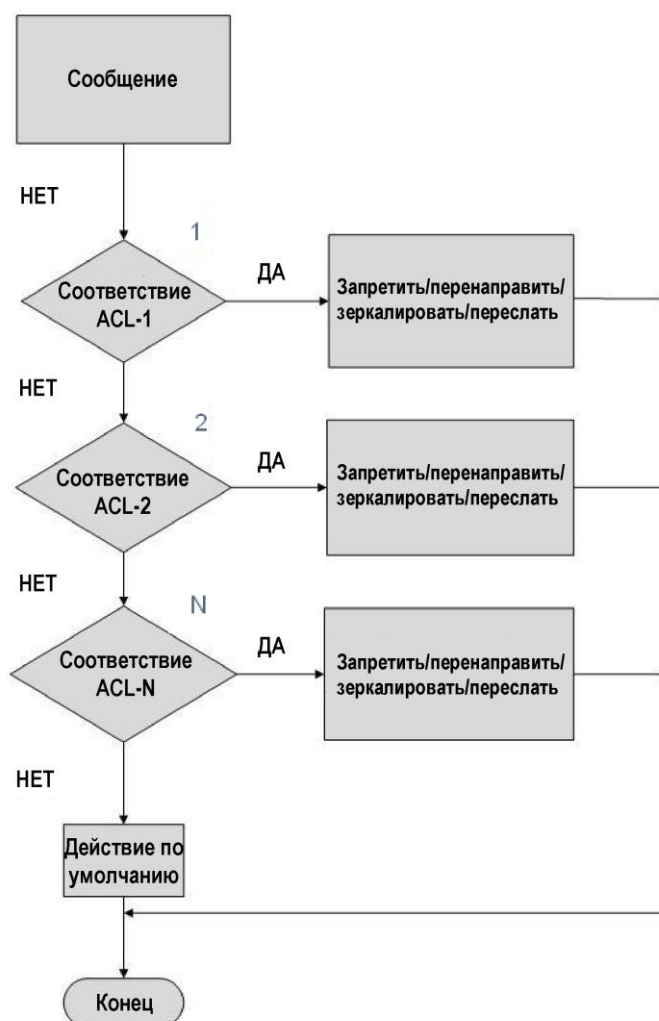 Сообщение
НЕТ
1
Соответствие
ACL-1
ДА
Запретить/перенаправить/
зеркалировать/переслать
НЕТ
2
Соответствие
ACL-2
ДА
Запретить/перенаправить/
зеркалировать/переслать
НЕТ
N
Соответствие
ACL-N
ДА
Запретить/перенаправить/
зеркалировать/переслать
НЕТ
Действие по
умолчанию
Конец